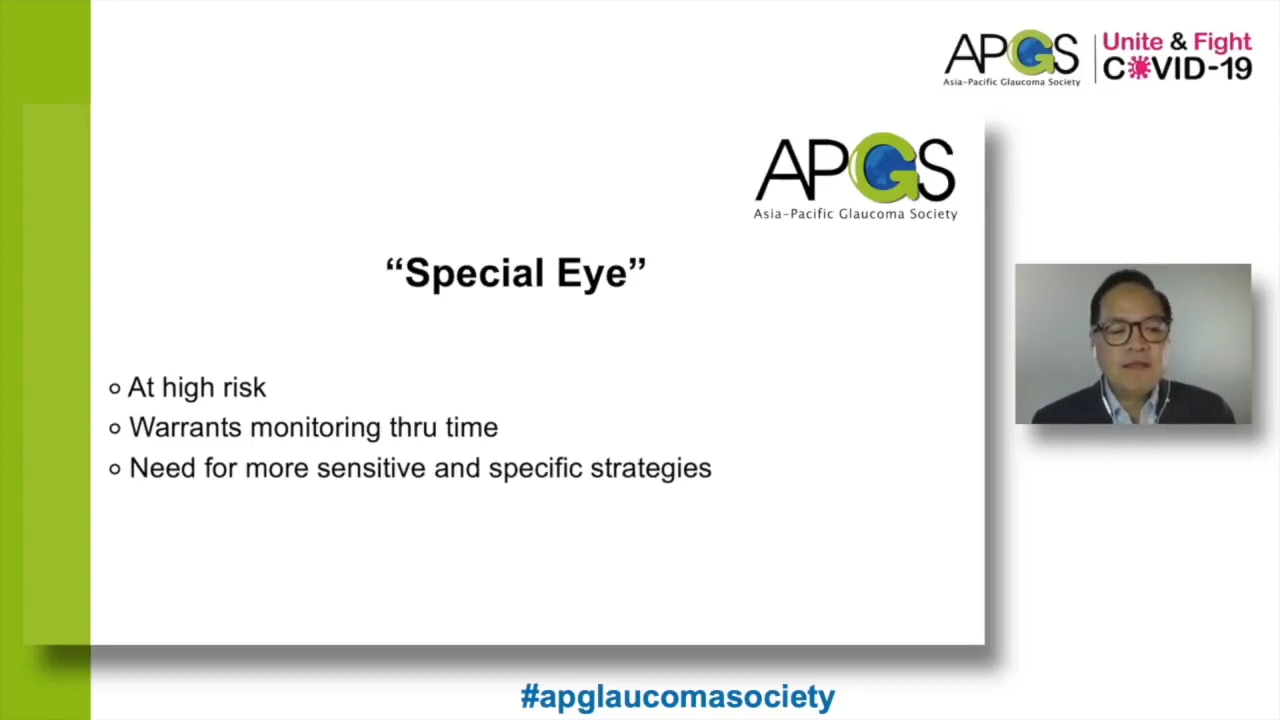 APGS
Asia-Pacific Glaucoma Society
Unite & Fight
COVID-19
APGS
Asia-Pacific Glaucoma Society
“Special Eye”
At high risk
Warrants monitoring thru time
Need for more sensitive and specific strategies
#apglaucomasociety